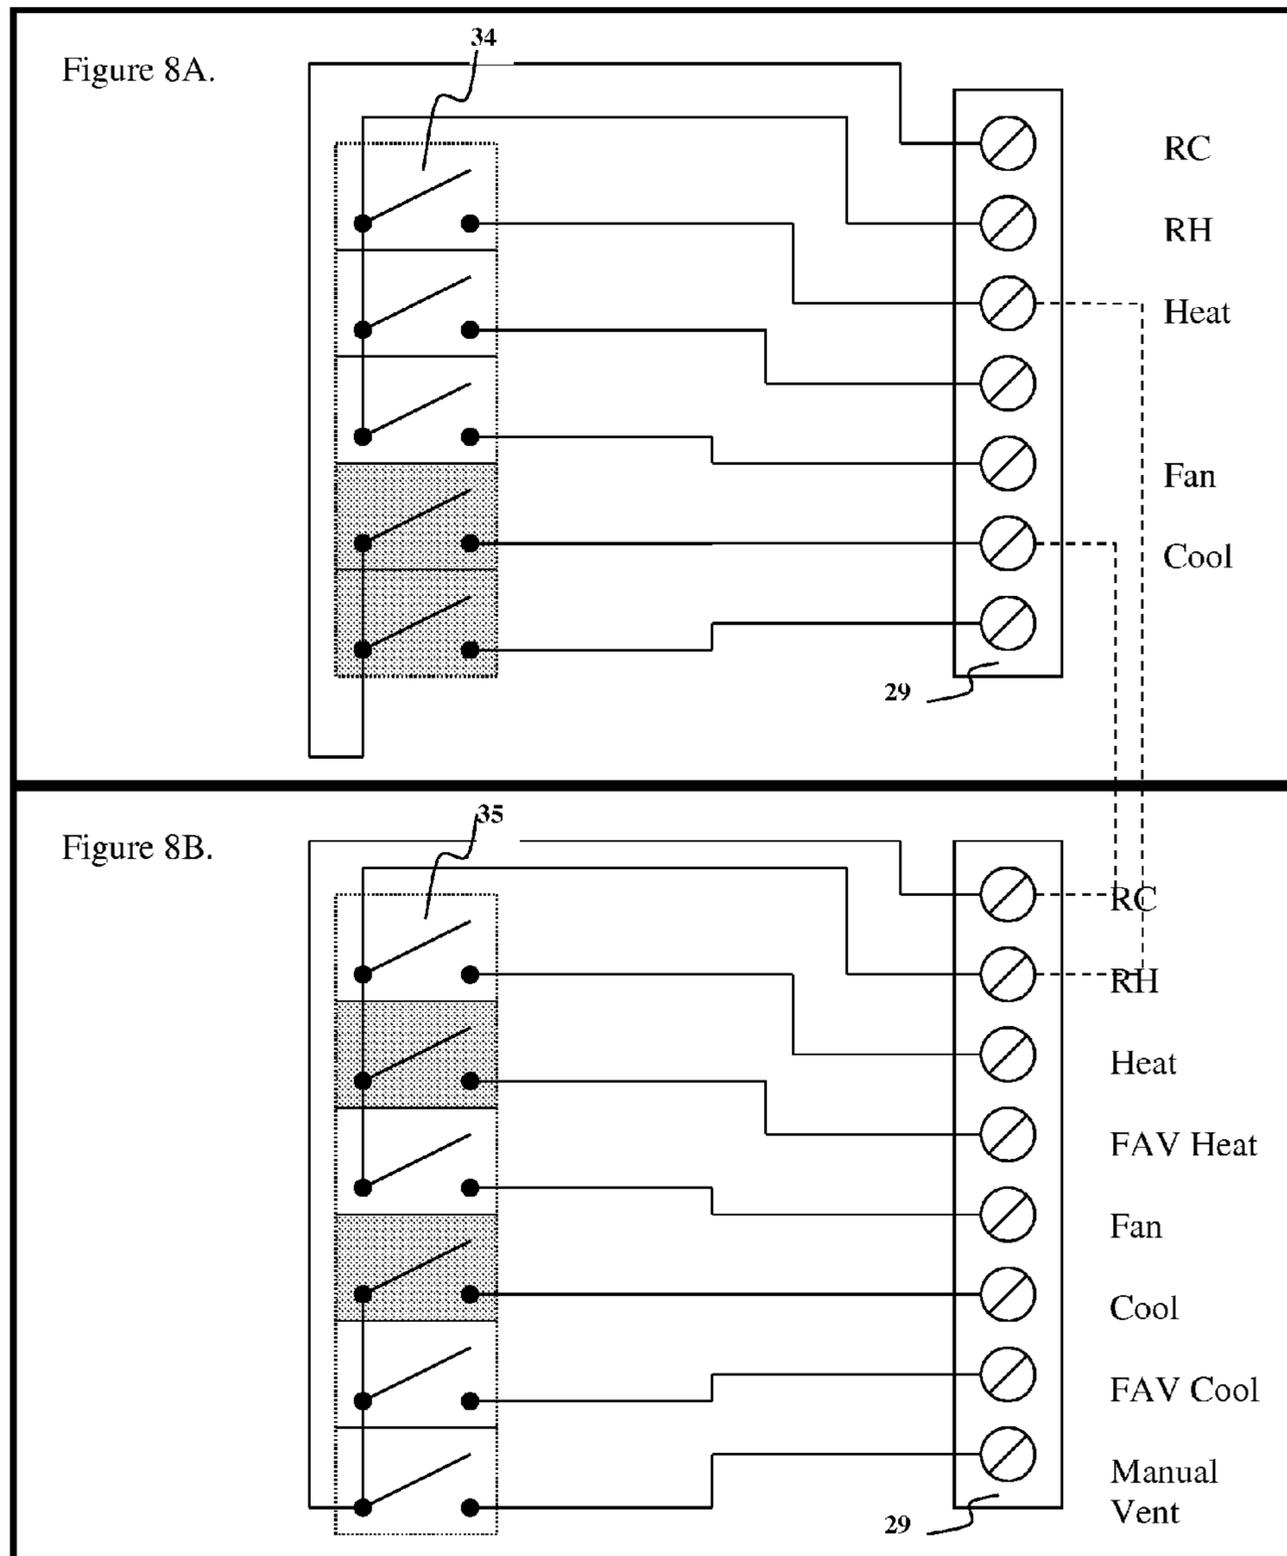 Figure 8A.
34
RC
RH
Heat
Fan
Cool
29
Figure 8B.
35
RC
RH
Heat
FAV Heat
Fan
Cool
FAV Cool
Manual
Vent
29